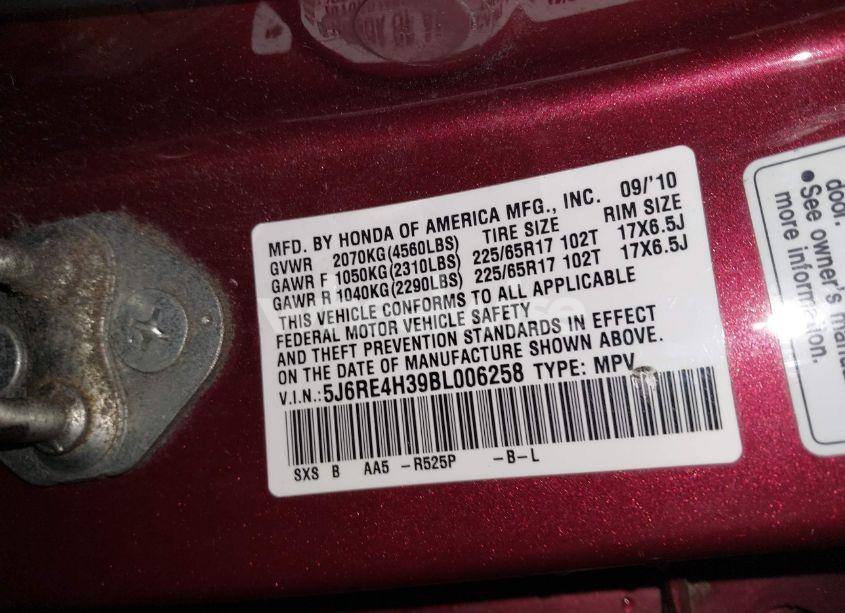 MFD. BY HONDA OF AMERICA MFG., INC. 09/'10
GVWR 2070KG(4560LBS) TIRE SIZE RIM SIZE
GAWR F 1050KG(2310LBS) 225/65R17 102T 17X6.5J
GAWR R 1040KG(2290LBS) 225/65R17 102T 17X6.5J
THIS VEHICLE CONFORMS TO ALL APPLICABLE
FEDERAL MOTOR VEHICLE SAFETY
AND THEFT PREVENTION STANDARDS IN EFFECT
ON THE DATE OF MANUFACTURE SHOWN ABOVE.
V.I.N.: 5J6RE4H39BL006258 TYPE: MPV
SXS B AA5 -R525P -B-L
door.
• See owner's manual
more information.